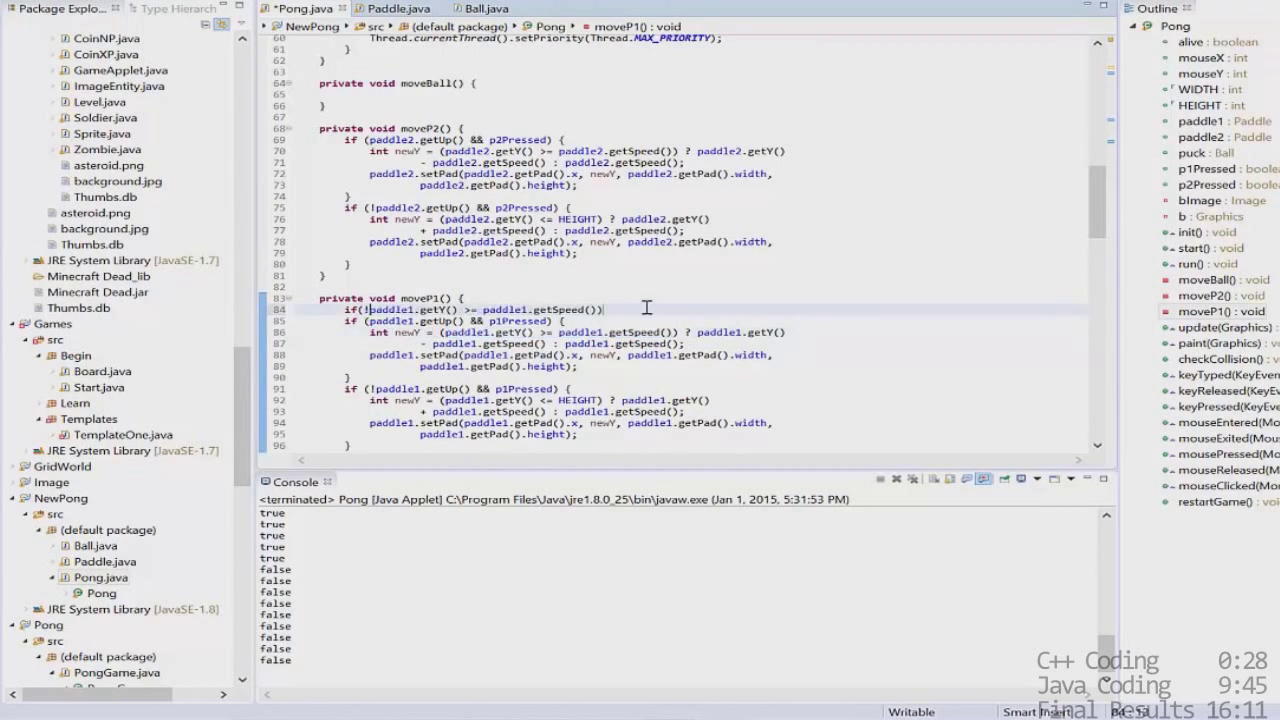 Package Explo...
Type Hierarch
CoinNP.java
CoinXP.java
GameApplet.java
ImageEntity.java
Level.java
Soldier.java
Sprite.java
Zombie.java
asteroid.png
background.jpg
Thumbs.db
asteroid.png
background.jpg
Thumbs.db
JRE System Library [JavaSE-1.7]
Minecraft Dead_lib
Minecraft Dead.jar
Thumbs.db
Games
src
Begin
Board.java
Start.java
Learn
Templates
TemplateOne.java
JRE System Library [JavaSE-1.7]
GridWorld
Image
NewPong
src
(default package)
Ball.java
Paddle.java
Pong.java
Pong
JRE System Library [JavaSE-1.8]
Pong
src
(default package)
PongGame.java
*Pong.java
Paddle.java
Ball.java
NewPong
src
(default package)
Pong
moveP1() : void
60 Thread.currentThread().setPriority(Thread.MAX_PRIORITY);
61 }
62 }
63
64 private void moveBall() {
65
66 }
67
68 private void moveP2() {
69 if (paddle2.getUp() && p2Pressed) {
70 int newY = (paddle2.getY() >= paddle2.getSpeed()) ? paddle2.getY()
71 - paddle2.getSpeed() : paddle2.getSpeed();
72 paddle2.setPad(paddle2.getPad().x, newY, paddle2.getPad().width,
73 paddle2.getPad().height);
74 }
75 if (!paddle2.getUp() && p2Pressed) {
76 int newY = (paddle2.getY() <= HEIGHT) ? paddle2.getY()
77 + paddle2.getSpeed() : paddle2.getSpeed();
78 paddle2.setPad(paddle2.getPad().x, newY, paddle2.getPad().width,
79 paddle2.getPad().height);
80 }
81 }
82
83 private void moveP1() {
84 if(!paddle1.getY() >= paddle1.getSpeed())
85 if (paddle1.getUp() && p1Pressed) {
86 int newY = (paddle1.getY() >= paddle1.getSpeed()) ? paddle1.getY()
87 - paddle1.getSpeed() : paddle1.getSpeed();
88 paddle1.setPad(paddle1.getPad().x, newY, paddle1.getPad().width,
89 paddle1.getPad().height);
90 }
91 if (!paddle1.getUp() && p1Pressed) {
92 int newY = (paddle1.getY() <= HEIGHT) ? paddle1.getY()
93 + paddle1.getSpeed() : paddle1.getSpeed();
94 paddle1.setPad(paddle1.getPad().x, newY, paddle1.getPad().width,
95 paddle1.getPad().height);
96 }
Console
<terminated> Pong [Java Applet] C:\Program Files\Java\jre1.8.0_25\bin\javaw.exe (Jan 1, 2015, 5:31:53 PM)
true
true
true
true
true
false
false
false
false
false
false
false
false
false
Outline
Pong
alive : boolean
mouseX : int
mouseY : int
WIDTH : int
HEIGHT : int
paddle1 : Paddle
paddle2 : Paddle
puck : Ball
p1Pressed : boolean
p2Pressed : boolean
bImage : Image
b : Graphics
init() : void
start() : void
run() : void
moveBall() : void
moveP2() : void
moveP1() : void
update(Graphics) :
paint(Graphics) : void
checkCollision() : void
keyTyped(KeyEven
keyReleased(KeyEv
keyPressed(KeyEve
mouseEntered(Mo
mouseExited(Mous
mousePressed(Mo
mouseReleased(Mo
mouseClicked(Mou
restartGame() : void
C++ Coding 0:28
Java Coding 9:45
Final Results 16:11
Writable
Smart Insert